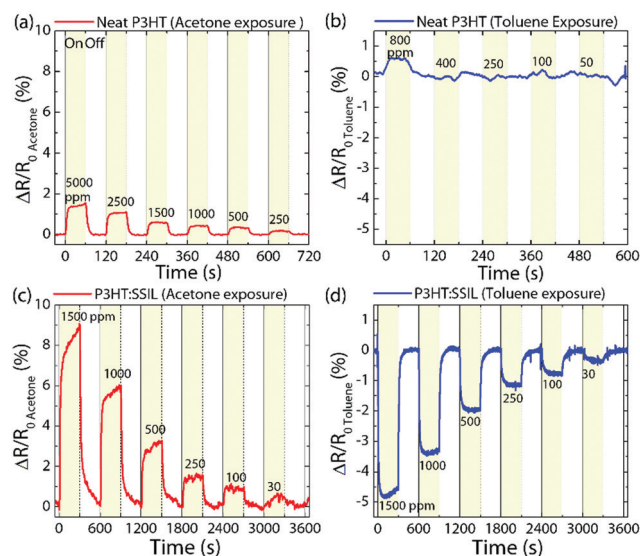 (a) Neat P3HT (Acetone exposure )
10
8
6
4
2
0
ΔR/R0 Acetone (%)
On Off
5000
ppm
2500
1500
1000
500
250
0 120 240 360 480 600 720
Time (s)
(b) Neat P3HT (Toluene Exposure)
1
0
-1
-2
-3
-4
-5
ΔR/R0 Toluene (%)
800
ppm
400
250
100
50
0 120 240 360 480 600
Time (s)
(c) P3HT:SSIL (Acetone exposure)
10
8
6
4
2
0
ΔR/R0 Acetone (%)
1500 ppm
1000
500
250
100
30
0 600 1200 1800 2400 3000 3600
Time (s)
(d) P3HT:SSIL (Toluene exposure)
1
0
-1
-2
-3
-4
-5
ΔR/R0 Toluene (%)
1500 ppm
1000
500
250
100
30
0 600 1200 1800 2400 3000 3600
Time (s)